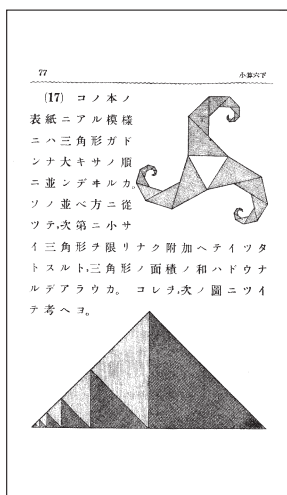 77
小算六下
(17) コノ本ノ
表紙ニアル模様
ニハ三角形ガド
ンナ大キサノ順
ニ並ンデヰルカ。
ソノ並べ方ニ從
ツテ,次第ニ小サ
イ三角形ヲ限リナク附加ヘテイツタ
トスルト,三角形ノ面積ノ和ハドウナ
ルデアラウカ。 コレヲ,次ノ圖ニツイ
テ考ヘヨ。